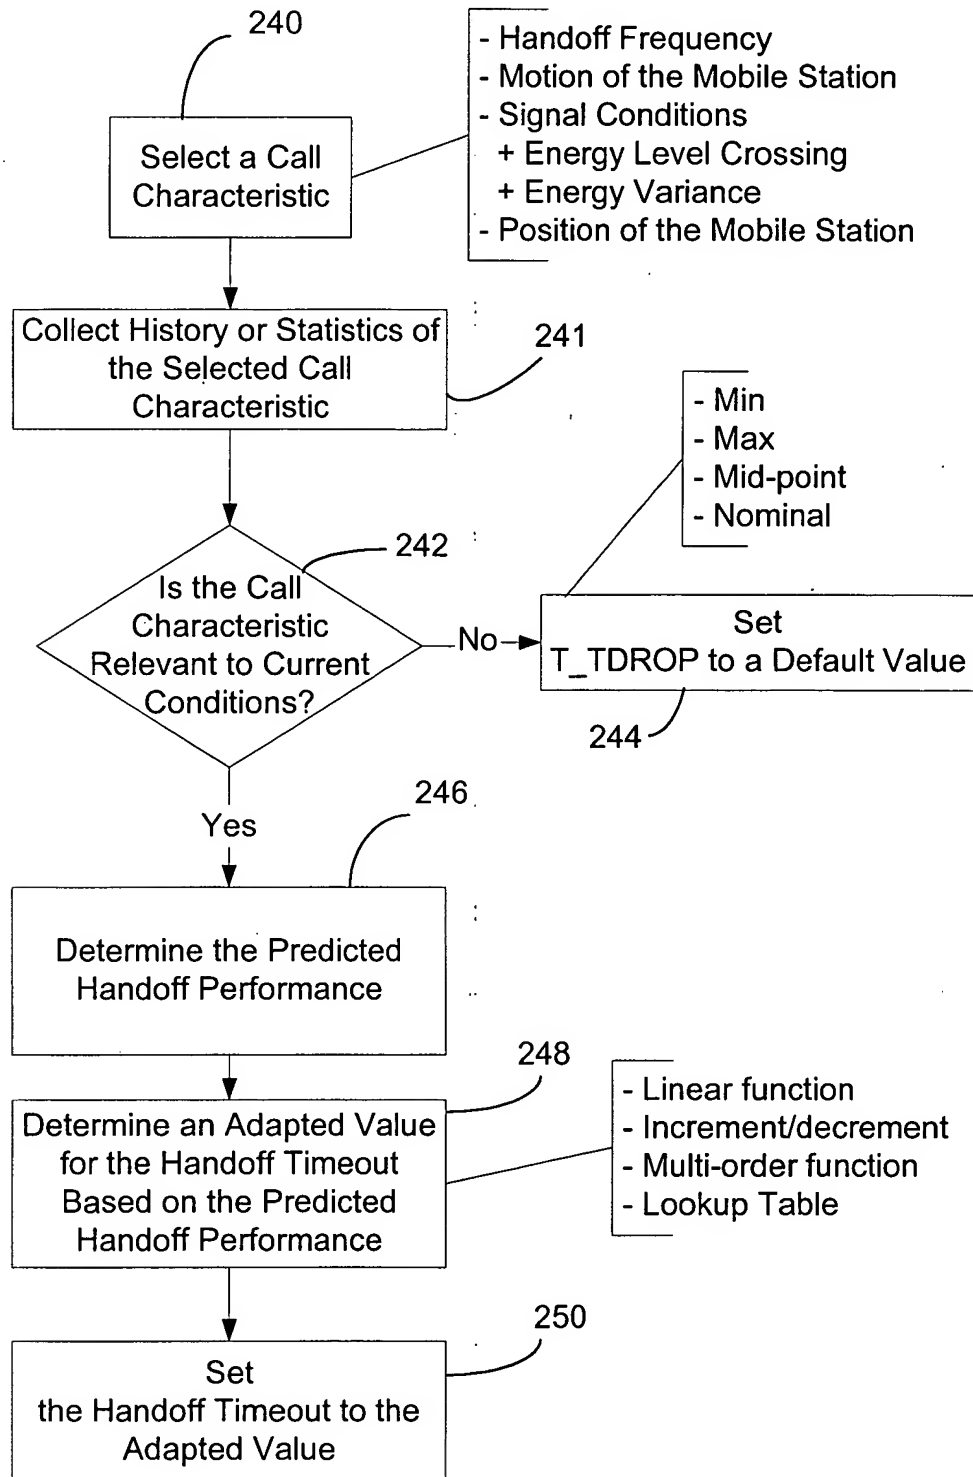 240
- Handoff Frequency
- Motion of the Mobile Station
- Signal Conditions
+ Energy Level Crossing
+ Energy Variance
- Position of the Mobile Station
Select a Call
Characteristic
Collect History or Statistics of
the Selected Call
Characteristic
241
- Min
- Max
- Mid-point
- Nominal
242
Is the Call
Characteristic
Relevant to Current
Conditions?
No
Set
T_TDROP to a Default Value
244
Yes
246
Determine the Predicted
Handoff Performance
248
Determine an Adapted Value
for the Handoff Timeout
Based on the Predicted
Handoff Performance
- Linear function
- Increment/decrement
- Multi-order function
- Lookup Table
250
Set
the Handoff Timeout to the
Adapted Value